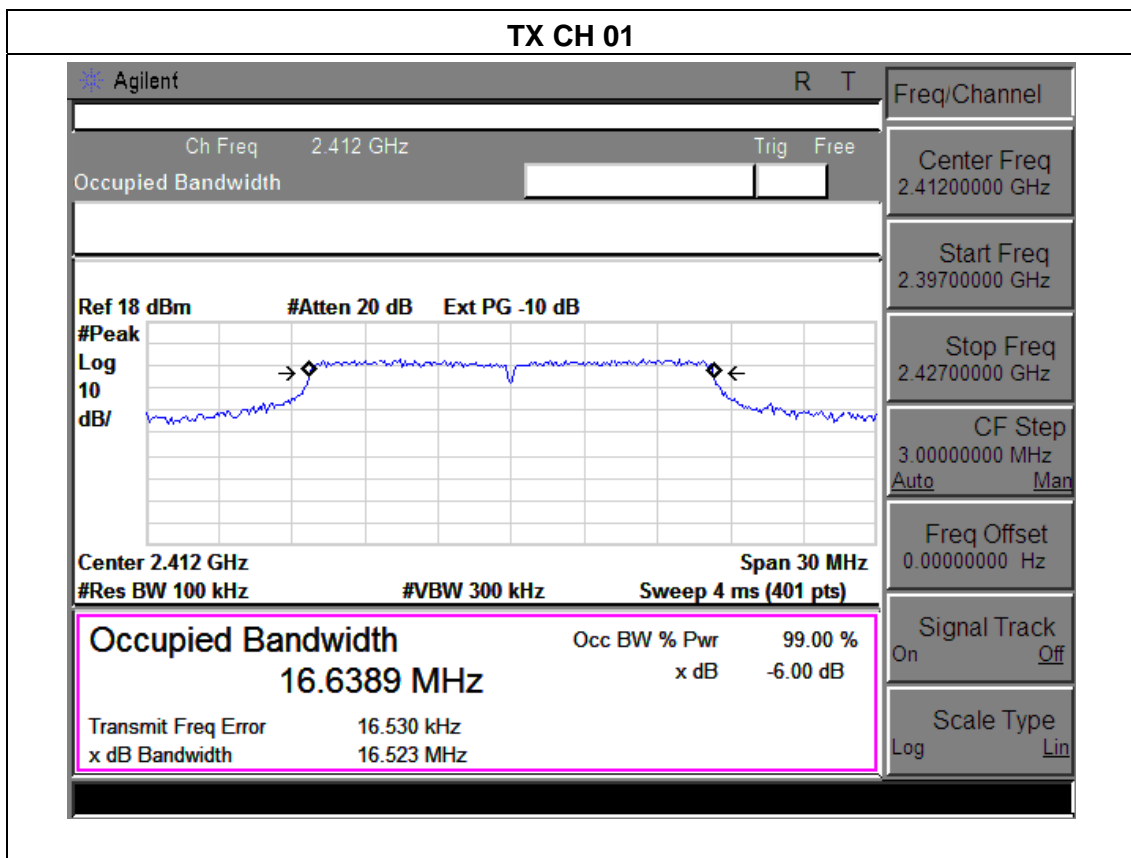 TX CH 01
Agilent R T
Freq/Channel
Ch Freq 2.412 GHz Trig Free
Occupied Bandwidth
Center Freq
2.41200000 GHz
Start Freq
2.39700000 GHz
Stop Freq
2.42700000 GHz
CF Step
3.00000000 MHz
Auto Man
Freq Offset
0.00000000 Hz
Signal Track
On Off
Scale Type
Log Lin
Ref 18 dBm #Atten 20 dB Ext PG -10 dB
#Peak
Log
10
dB/
Center 2.412 GHz Span 30 MHz
#Res BW 100 kHz #VBW 300 kHz Sweep 4 ms (401 pts)
Occupied Bandwidth Occ BW % Pwr 99.00 %
16.6389 MHz x dB -6.00 dB
Transmit Freq Error 16.530 kHz
x dB Bandwidth 16.523 MHz